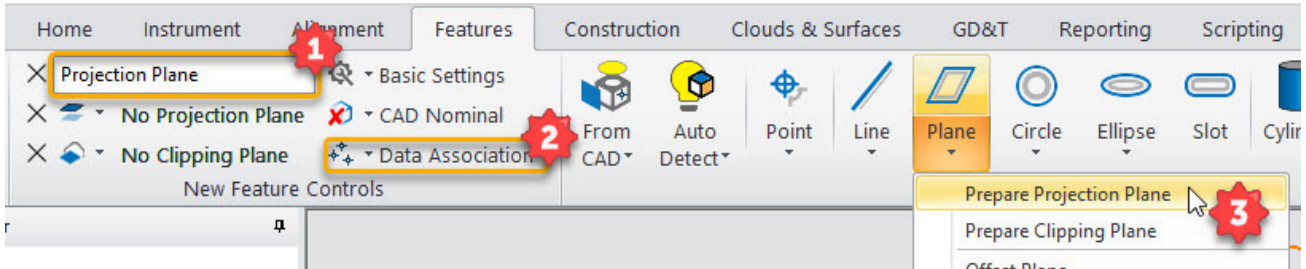 Home Instrument Alignment Features Construction Clouds & Surfaces GD&T Reporting Scripting
1
Projection Plane Basic Settings
No Projection Plane CAD Nominal
2
No Clipping Plane Data Association
From CAD Auto Detect Point Line Plane Circle Ellipse Slot
New Feature Controls
Prepare Projection Plane
3
Prepare Clipping Plane
Offset Plane